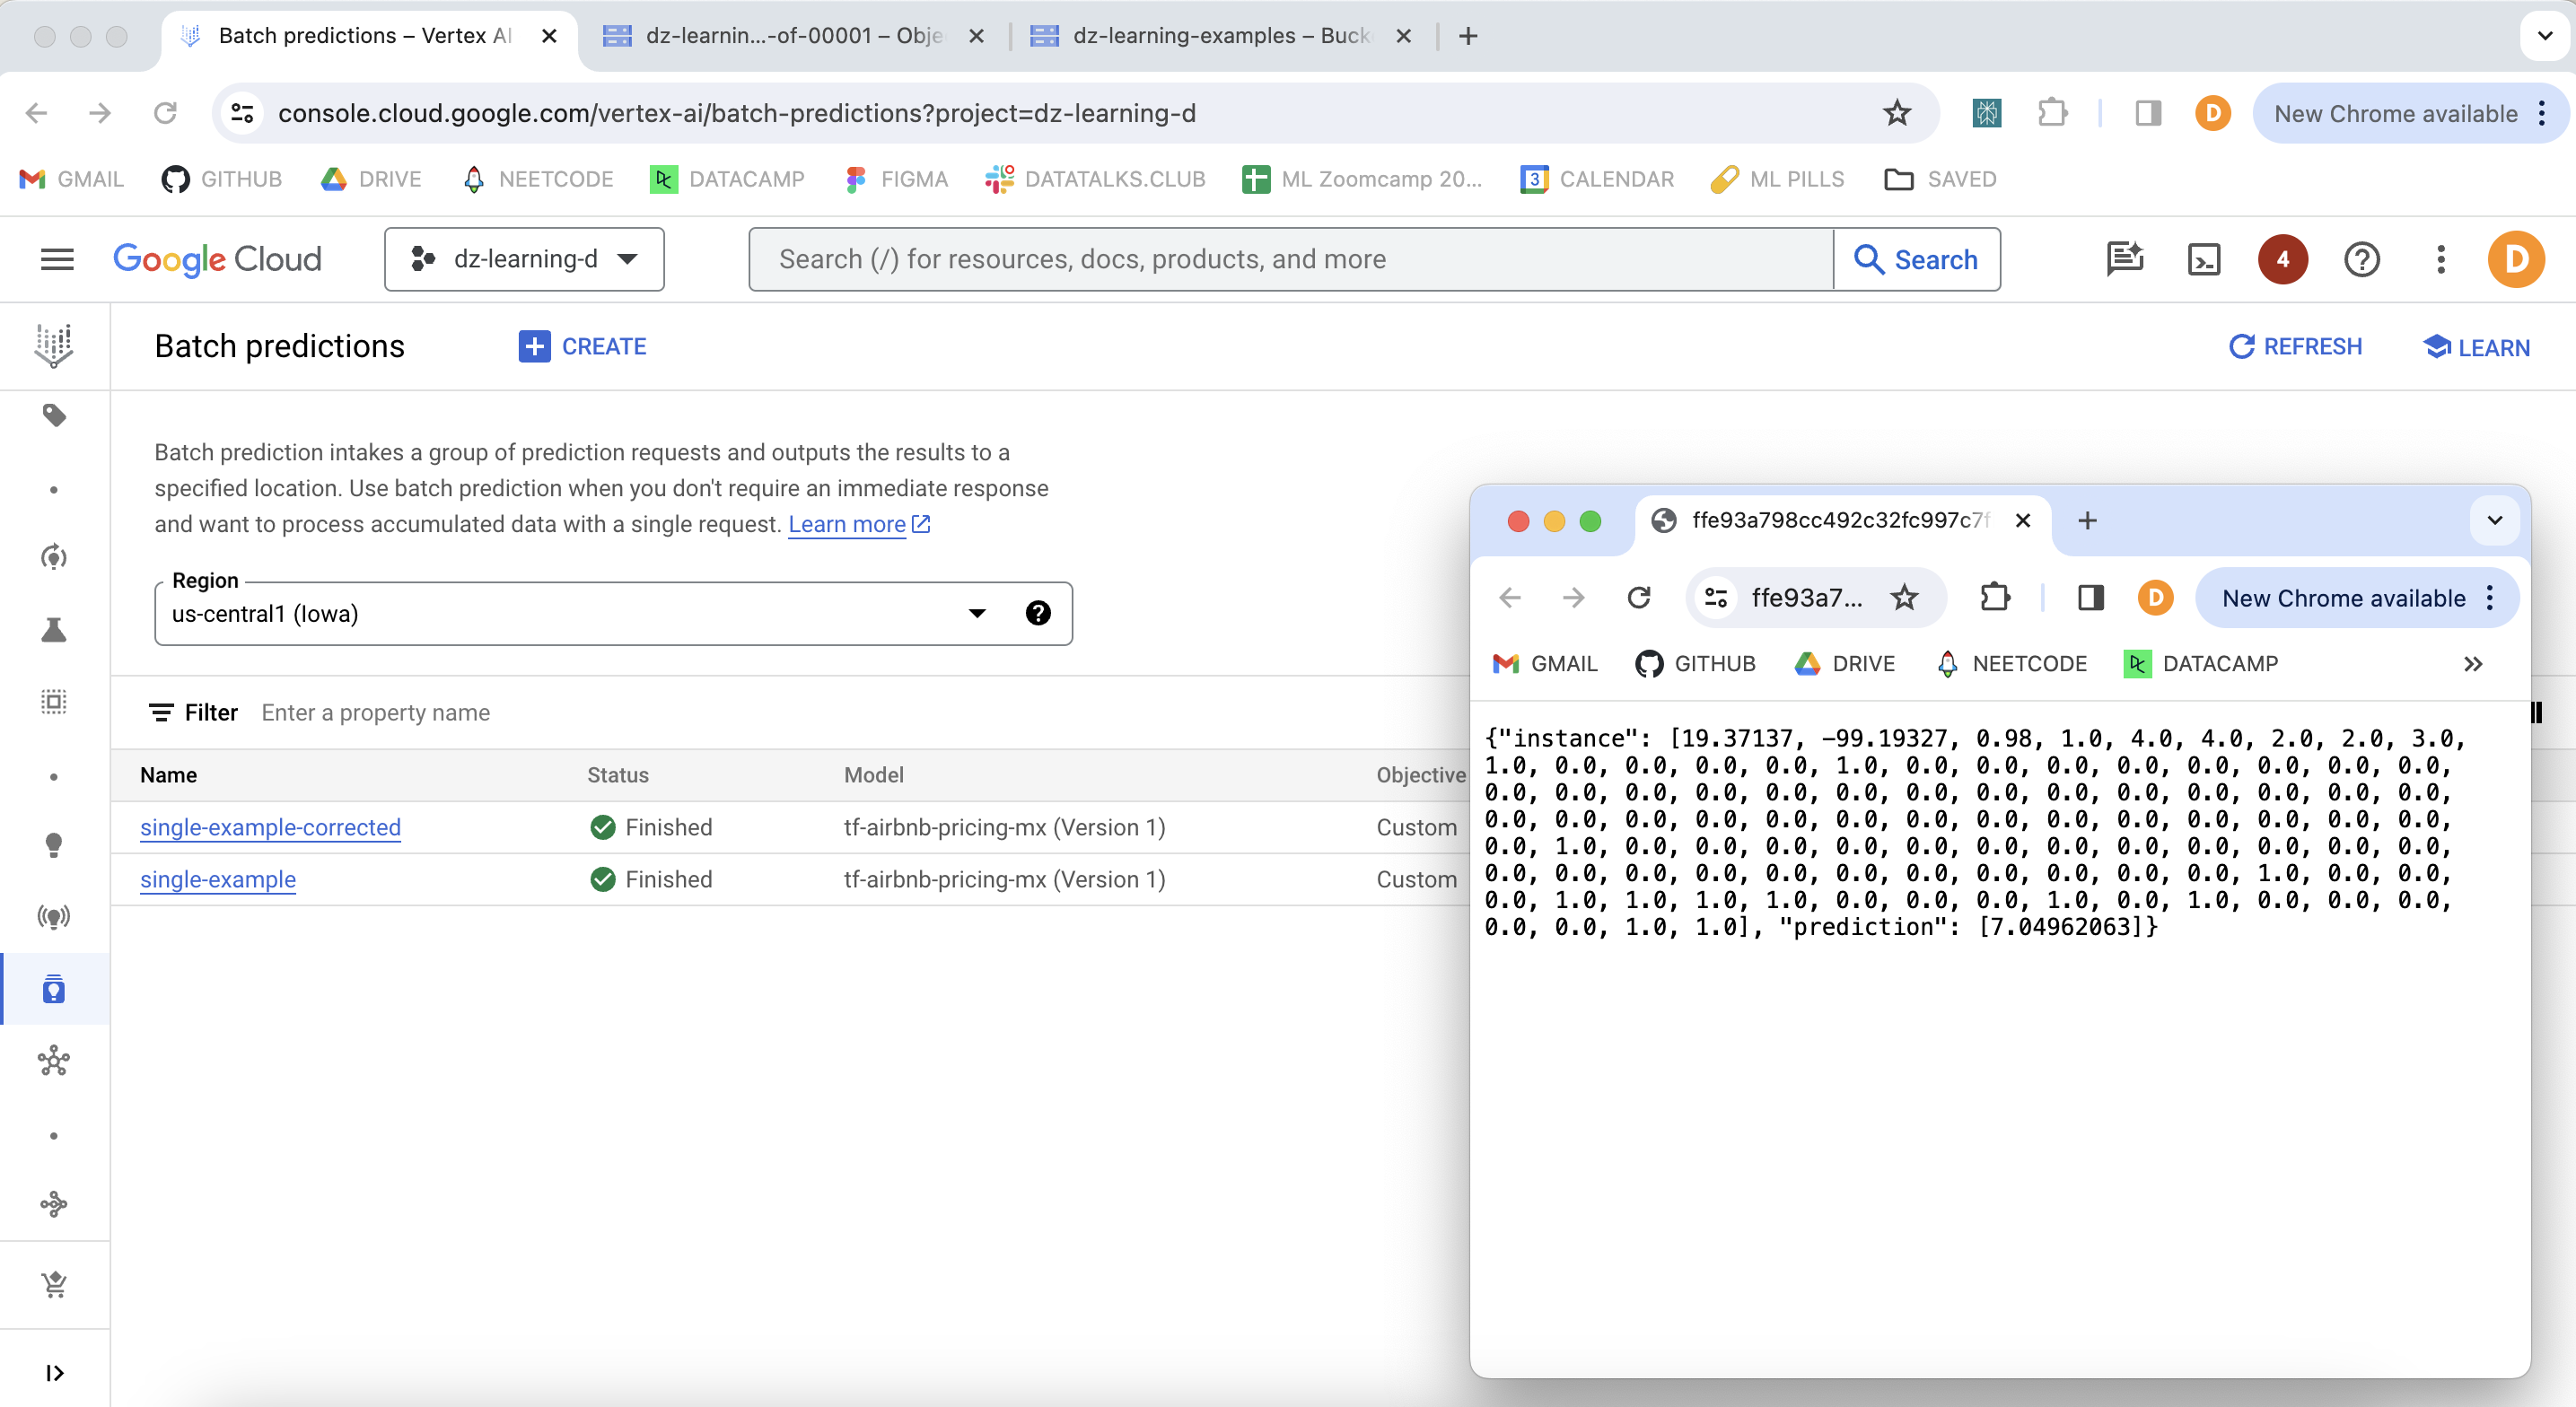 Batch predictions – Vertex AI
dz-learnin...-of-00001 – Obje
dz-learning-examples – Buck
console.cloud.google.com/vertex-ai/batch-predictions?project=dz-learning-d
D
New Chrome available
GMAIL
GITHUB
DRIVE
NEETCODE
DATACAMP
FIGMA
DATATALKS.CLUB
ML Zoomcamp 20...
3
CALENDAR
ML PILLS
SAVED
Google Cloud
dz-learning-d
Search (/) for resources, docs, products, and more
Search
4
D
Batch predictions
CREATE
REFRESH
LEARN
Batch prediction intakes a group of prediction requests and outputs the results to a
specified location. Use batch prediction when you don't require an immediate response
and want to process accumulated data with a single request. Learn more
Region
us-central1 (Iowa)
Filter
Enter a property name
Name Status Model Objective
single-example-corrected Finished tf-airbnb-pricing-mx (Version 1) Custom
single-example Finished tf-airbnb-pricing-mx (Version 1) Custom
ffe93a798cc492c32fc997c7f
ffe93a7...
D
New Chrome available
GMAIL
GITHUB
DRIVE
NEETCODE
DATACAMP
{"instance": [19.37137, -99.19327, 0.98, 1.0, 4.0, 4.0, 2.0, 2.0, 3.0,
1.0, 0.0, 0.0, 0.0, 0.0, 1.0, 0.0, 0.0, 0.0, 0.0, 0.0, 0.0, 0.0, 0.0,
0.0, 0.0, 0.0, 0.0, 0.0, 0.0, 0.0, 0.0, 0.0, 0.0, 0.0, 0.0, 0.0, 0.0,
0.0, 0.0, 0.0, 0.0, 0.0, 0.0, 0.0, 0.0, 0.0, 0.0, 0.0, 0.0, 0.0, 0.0,
0.0, 1.0, 0.0, 0.0, 0.0, 0.0, 0.0, 0.0, 0.0, 0.0, 0.0, 0.0, 0.0, 0.0,
0.0, 0.0, 0.0, 0.0, 0.0, 0.0, 0.0, 0.0, 0.0, 0.0, 0.0, 1.0, 0.0, 0.0,
0.0, 1.0, 1.0, 1.0, 1.0, 0.0, 0.0, 0.0, 1.0, 0.0, 1.0, 0.0, 0.0, 0.0,
0.0, 0.0, 1.0, 1.0], "prediction": [7.04962063]}